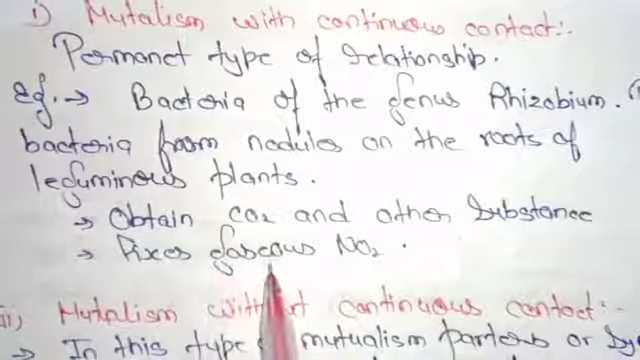 i) Mutalism with continuous contact:-
Permanet type of relationship.
Eg.→ Bacteria of the genus Rhizobium.
bacteria form nodules on the roots of
leguminous plants.
→ Obtain CO2 and other Substance
→ Fixes gaseous NO2.
ii) Mutalism without continuous contact:-
→ In this type mutualism partners or